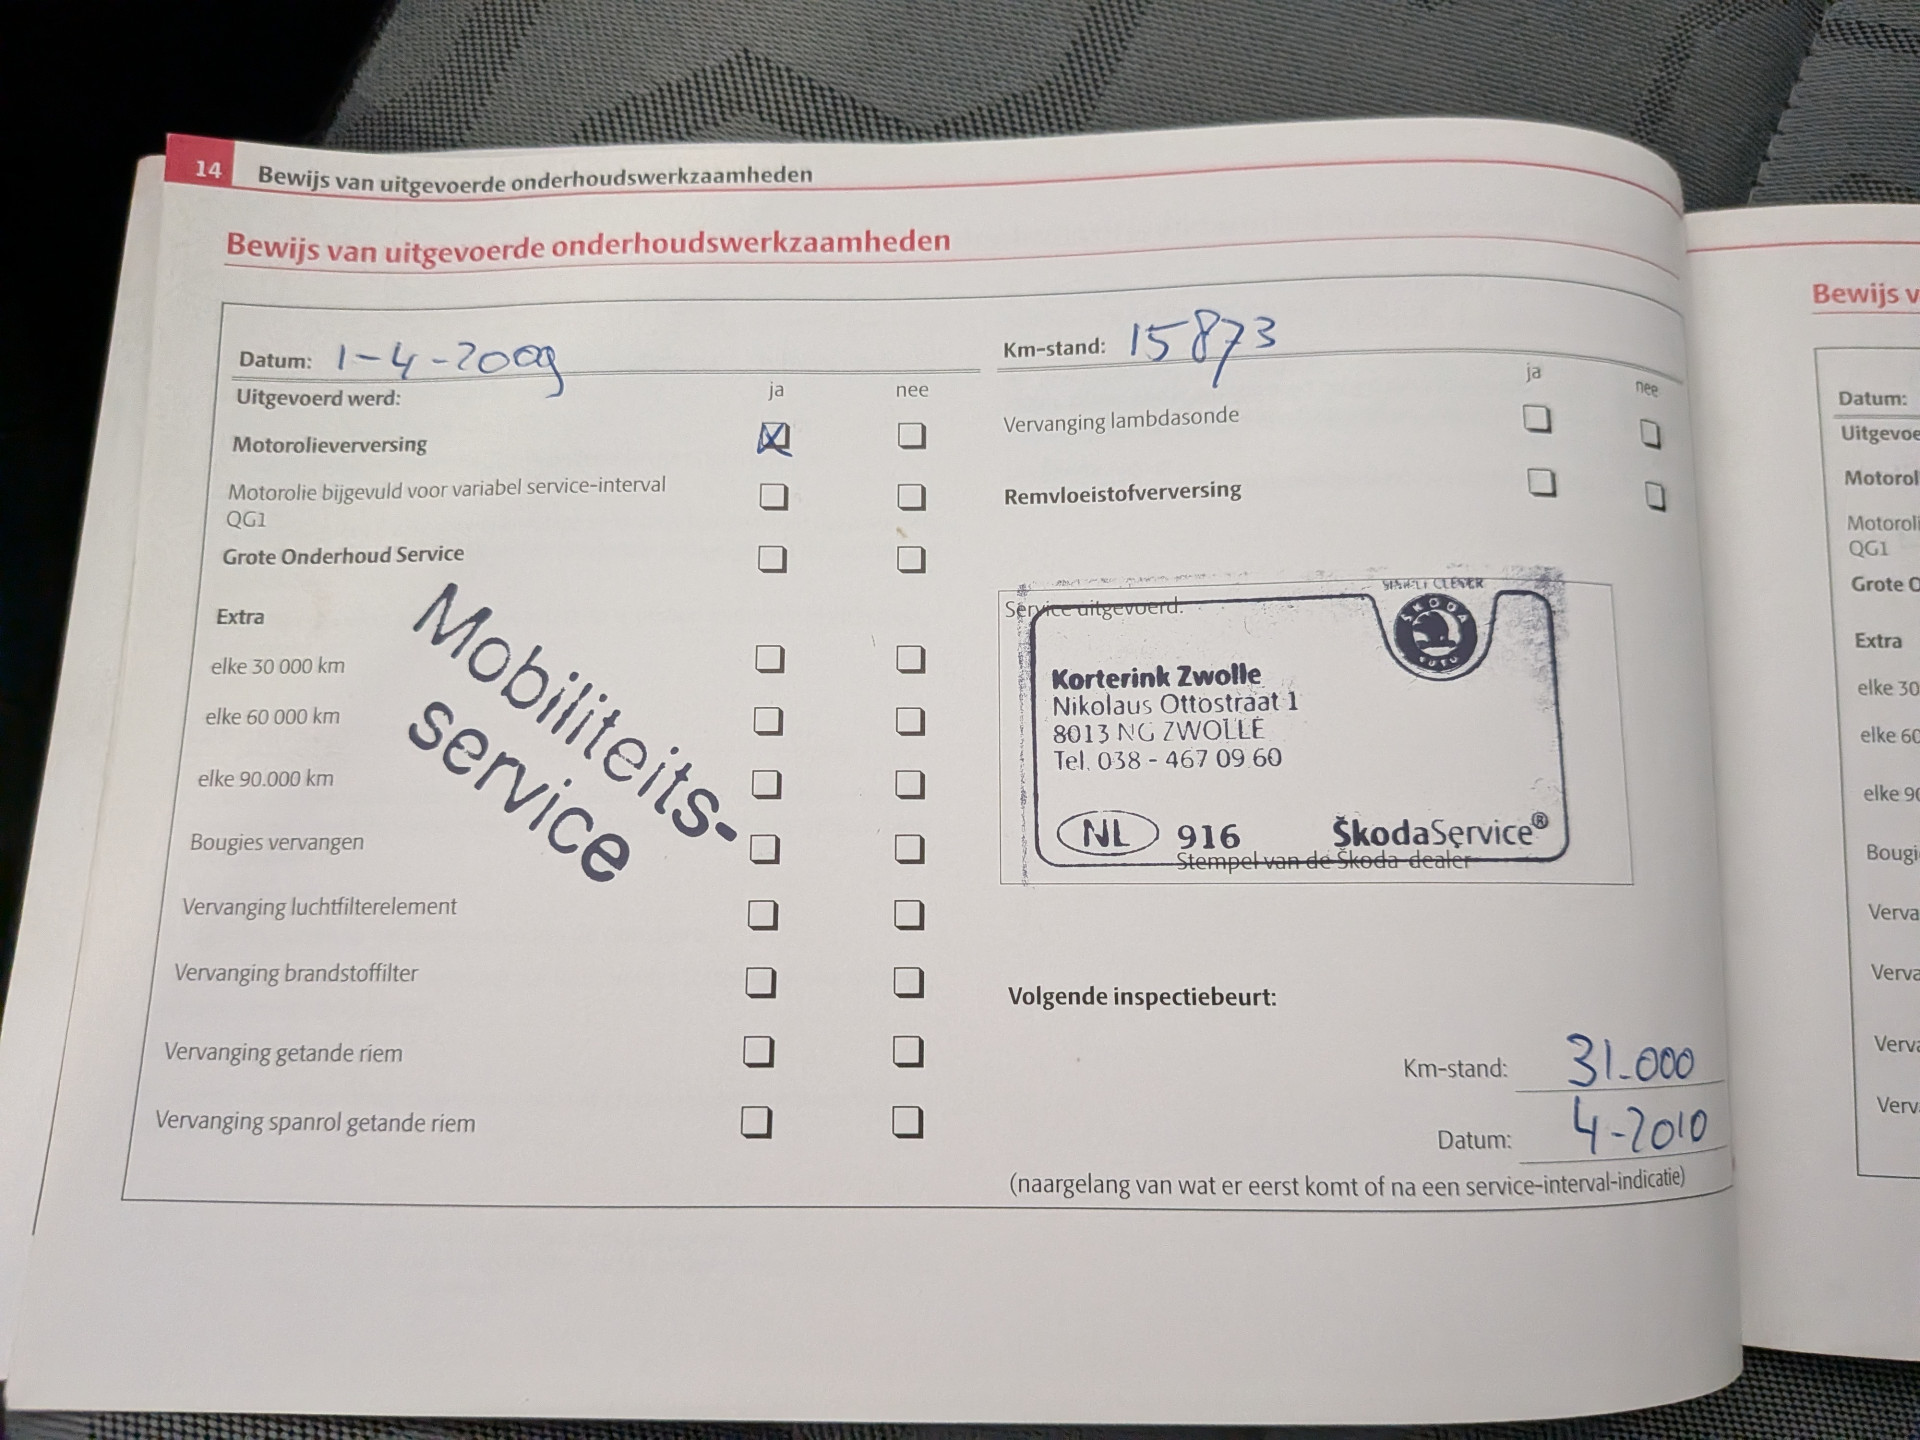 14 Bewijs van uitgevoerde onderhoudswerkzaamheden
Bewijs van uitgevoerde onderhoudswerkzaamheden
Datum: 1-4-2009
Uitgevoerd werd: ja nee
Motorolieverversing
Motorolie bijgevuld voor variabel service-interval
QG1
Grote Onderhoud Service
Extra
elke 30 000 km
elke 60 000 km
elke 90.000 km
Bougies vervangen
Vervanging luchtfilterelement
Vervanging brandstoffilter
Vervanging getande riem
Vervanging spanrol getande riem
Mobiliteits-
service
Km-stand: 15873
ja nee
Vervanging lambdasonde
Remvloeistofverversing
Service uitgevoerd:
SIMPLY CLEVER
SKODA
AUTO
Korterink Zwolle
Nikolaus Ottostraat 1
8013 NG ZWOLLE
Tel. 038 - 467 09 60
NL 916 ŠkodaService®
Stempel van de Škoda-dealer
Volgende inspectiebeurt:
Km-stand: 31-000
Datum: 4-2010
(naargelang van wat er eerst komt of na een service-interval-indicatie)
Bewijs v
Datum:
Uitgevoe
Motorol
Motoroli
QG1
Grote O
Extra
elke 30
elke 60
elke 90
Bougi
Verva
Verva
Verva
Verv